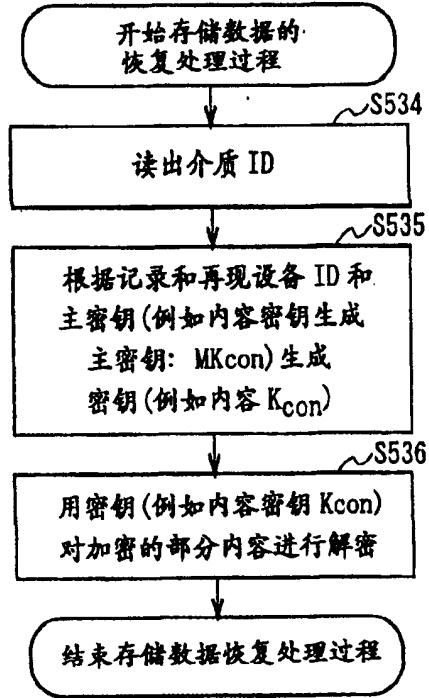 开始存储数据的
恢复处理过程
S534
读出介质 ID
S535
根据记录和再现设备 ID 和
主密钥(例如内容密钥生成
主密钥: MKcon)生成
密钥(例如内容 Kcon)
S536
用密钥(例如内容密钥 Kcon)
对加密的部分内容进行解密
结束存储数据恢复处理过程